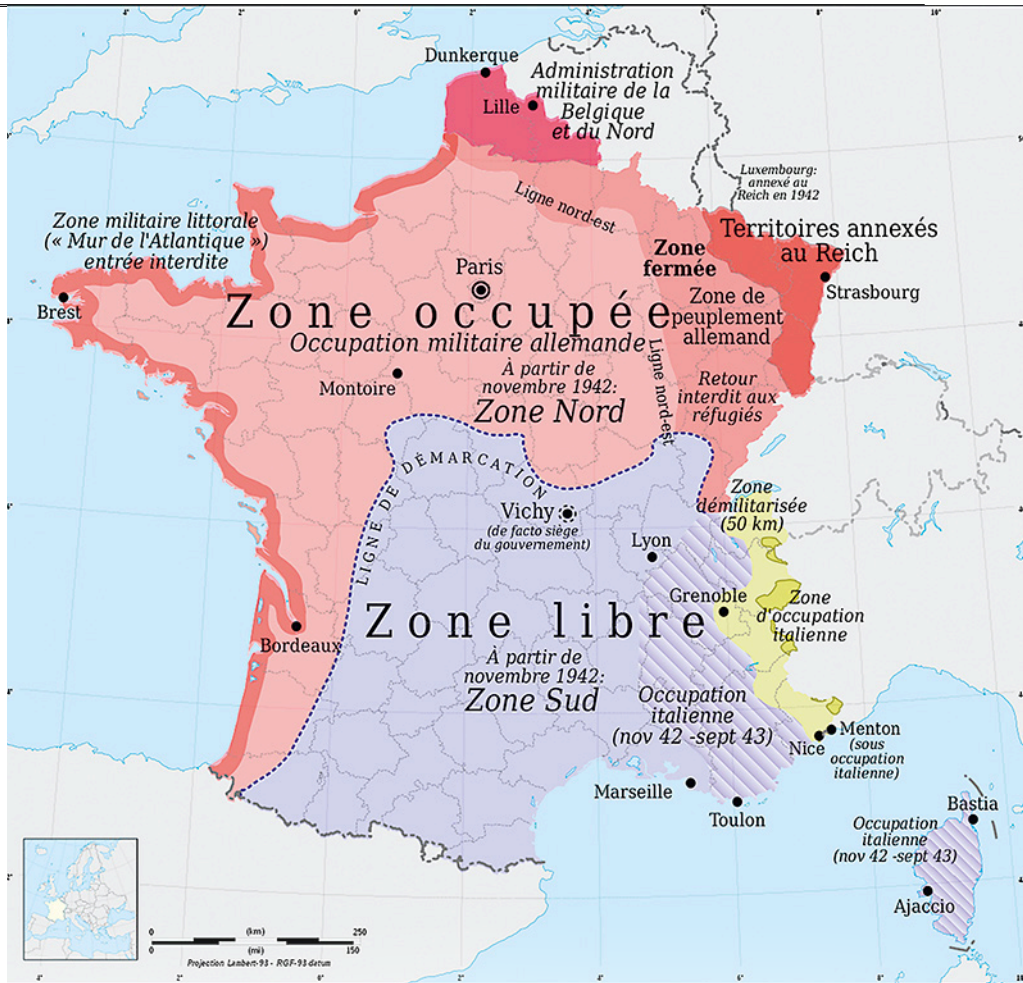 Dunkerque
Lille
Administration
militaire de la
Belgique
et du Nord
Luxembourg:
annexé au
Reich en 1942
Ligne nord-est
Zone militaire littorale
(« Mur de l'Atlantique »)
entrée interdite
Territoires annexés
au Reich
Zone
fermée
Strasbourg
Paris
Brest
Zone occupée
Zone de
peuplement
allemand
Occupation militaire allemande
Ligne nord-est
À partir de
novembre 1942:
Zone Nord
Montoire
Retour
interdit aux
réfugiés
LIGNE DE DÉMARCATION
Zone
démilitarisée
(50 km)
Vichy
(de facto siège
du gouvernement)
Lyon
Grenoble
Zone
d'occupation
italienne
Zone libre
Bordeaux
À partir de
novembre 1942:
Zone Sud
Occupation
italienne
(nov 42 -sept 43)
Menton
(sous
occupation
italienne)
Nice
Marseille
Toulon
Bastia
Occupation
italienne
(nov 42 -sept 43)
Ajaccio
0 (km) 250
0 (mi) 150
Projection Lambert-93 - RGF-93 datum